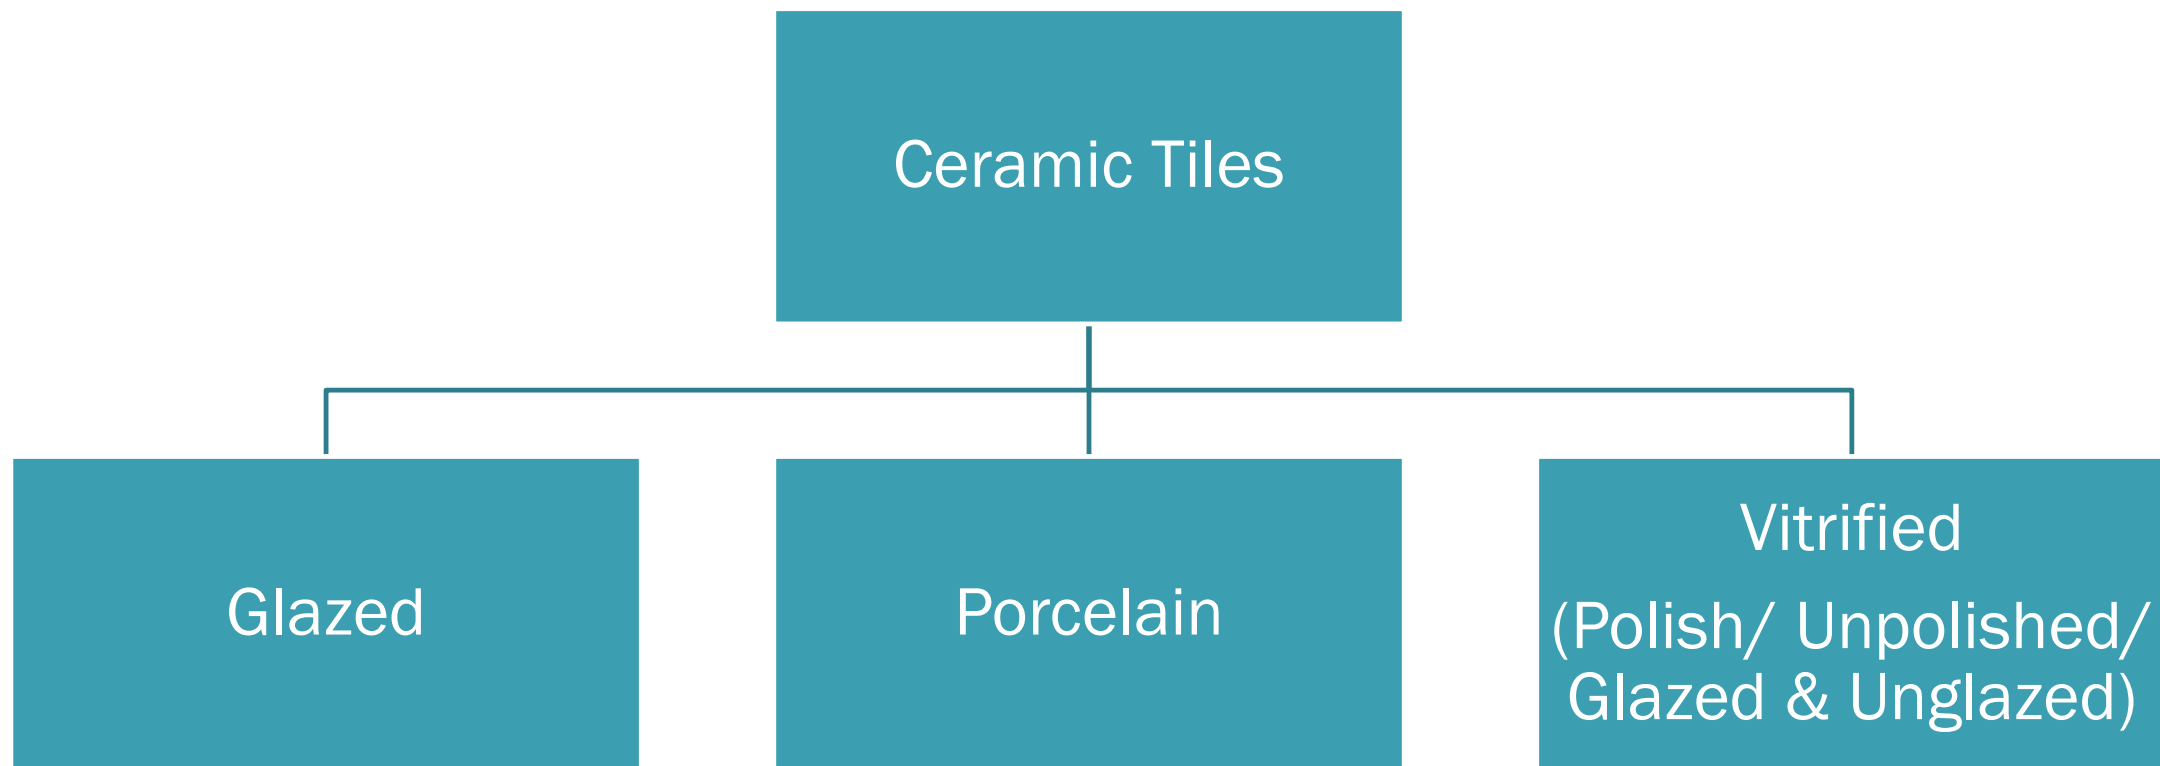 Ceramic Tiles
Glazed
Porcelain
Vitrified
(Polish/ Unpolished/
Glazed & Unglazed)